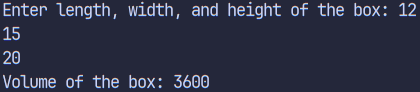 Enter length, width, and height of the box: 12
15
20
Volume of the box: 3600